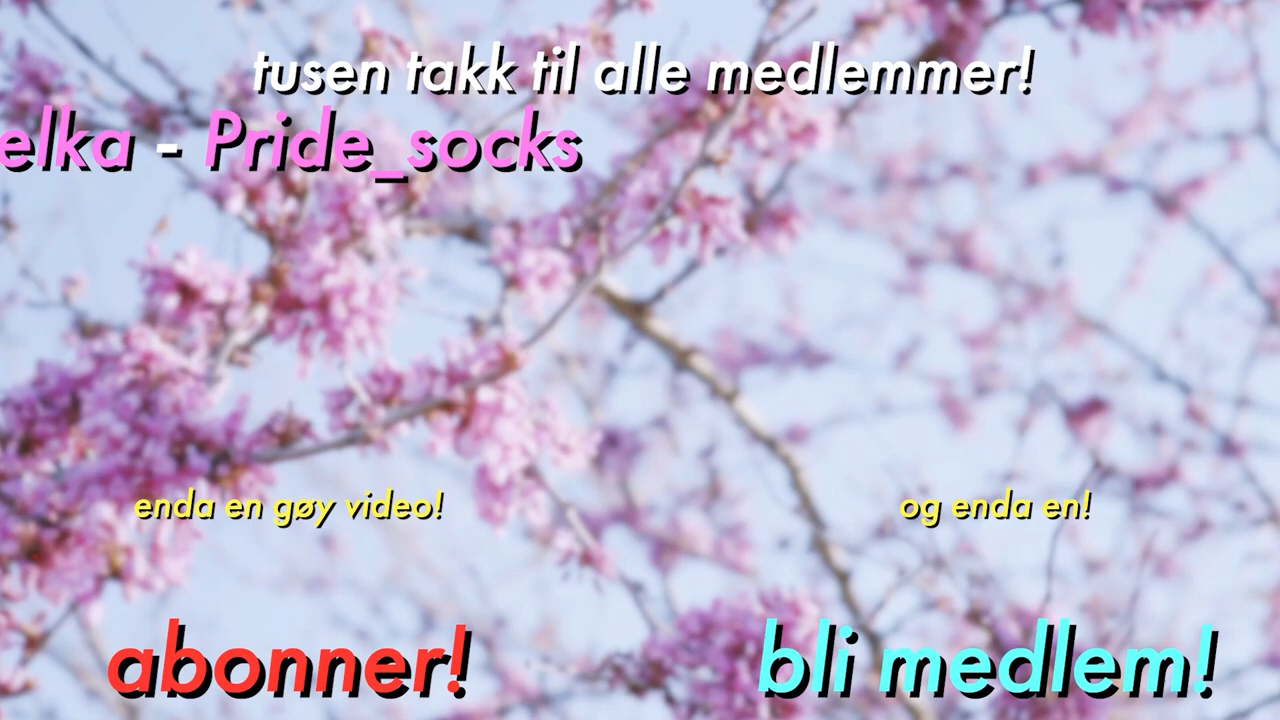 tusen takk til alle medlemmer!
elka - Pride_socks
enda en gøy video!
og enda en!
abonner!
bli medlem!